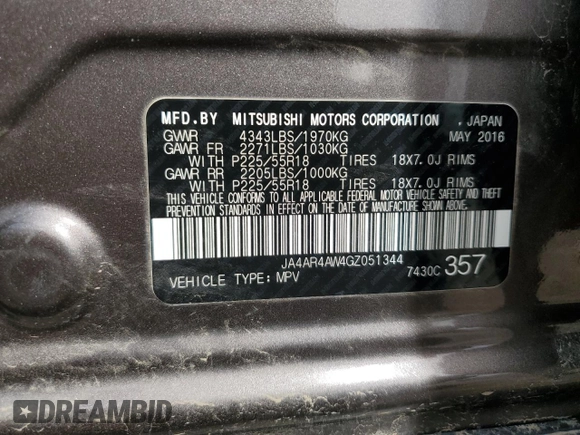 MFD.BY MITSUBISHI MOTORS CORPORATION . JAPAN
GVWR 4343LBS/1970KG MAY 2016
GAWR FR 2271LBS/1030KG
WITH P225/55R18 TIRES 18X7.0J RIMS
GAWR RR 2205LBS/1000KG
WITH P225/55R18 TIRES 18X7.0J RIMS
THIS VEHICLE CONFORMS TO ALL APPLICABLE FEDERAL MOTOR VEHICLE SAFETY AND THEFT
PREVENTION STANDARDS IN EFFECT ON THE DATE OF MANUFACTURE SHOWN ABOVE.
JA4AR4AW4GZ051344
VEHICLE TYPE: MPV 7430C 357
DREAMBID